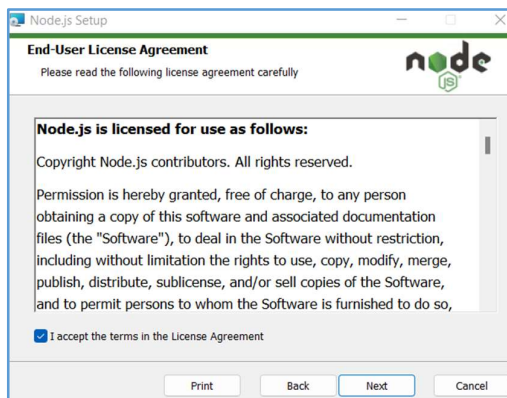 Node.js Setup
End-User License Agreement
Please read the following license agreement carefully
node
JS
Node.js is licensed for use as follows:
Copyright Node.js contributors. All rights reserved.
Permission is hereby granted, free of charge, to any person
obtaining a copy of this software and associated documentation
files (the "Software"), to deal in the Software without restriction,
including without limitation the rights to use, copy, modify, merge,
publish, distribute, sublicense, and/or sell copies of the Software,
and to permit persons to whom the Software is furnished to do so,
I accept the terms in the License Agreement
Print Back Next Cancel